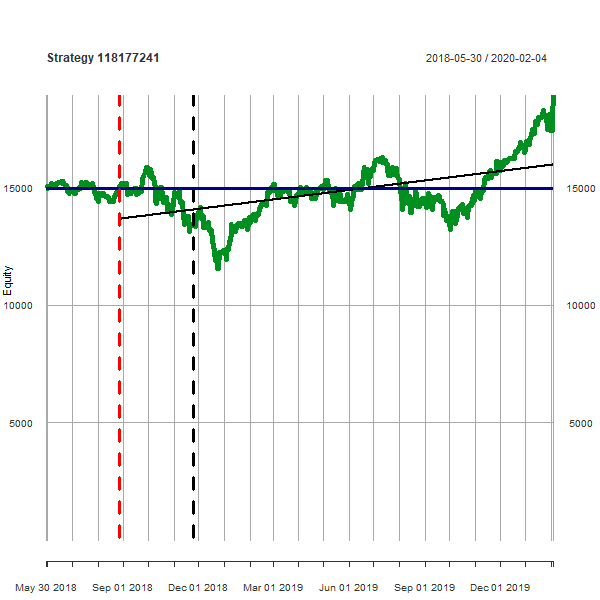 Strategy 118177241
2018-05-30 / 2020-02-04
Equity
15000
15000
10000
10000
5000
5000
May 30 2018
Sep 01 2018
Dec 01 2018
Mar 01 2019
Jun 01 2019
Sep 01 2019
Dec 01 2019